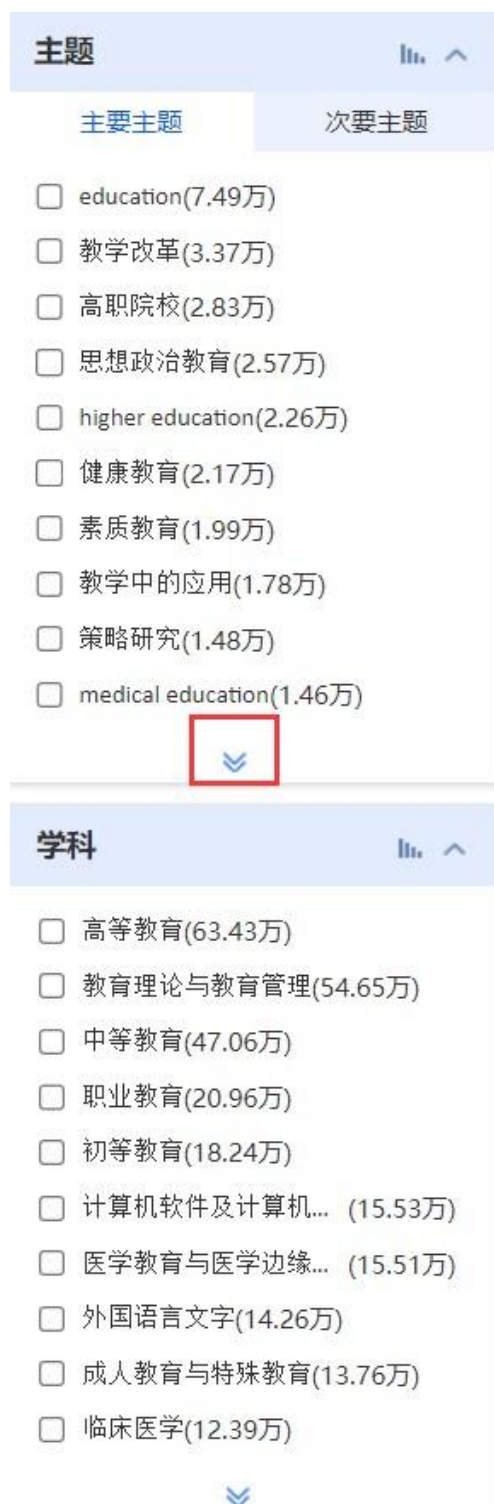 主题
主要主题 次要主题
education(7.49万)
教学改革(3.37万)
高职院校(2.83万)
思想政治教育(2.57万)
higher education(2.26万)
健康教育(2.17万)
素质教育(1.99万)
教学中的应用(1.78万)
策略研究(1.48万)
medical education(1.46万)
学科
高等教育(63.43万)
教育理论与教育管理(54.65万)
中等教育(47.06万)
职业教育(20.96万)
初等教育(18.24万)
计算机软件及计算机... (15.53万)
医学教育与医学边缘... (15.51万)
外国语言文字(14.26万)
成人教育与特殊教育(13.76万)
临床医学(12.39万)